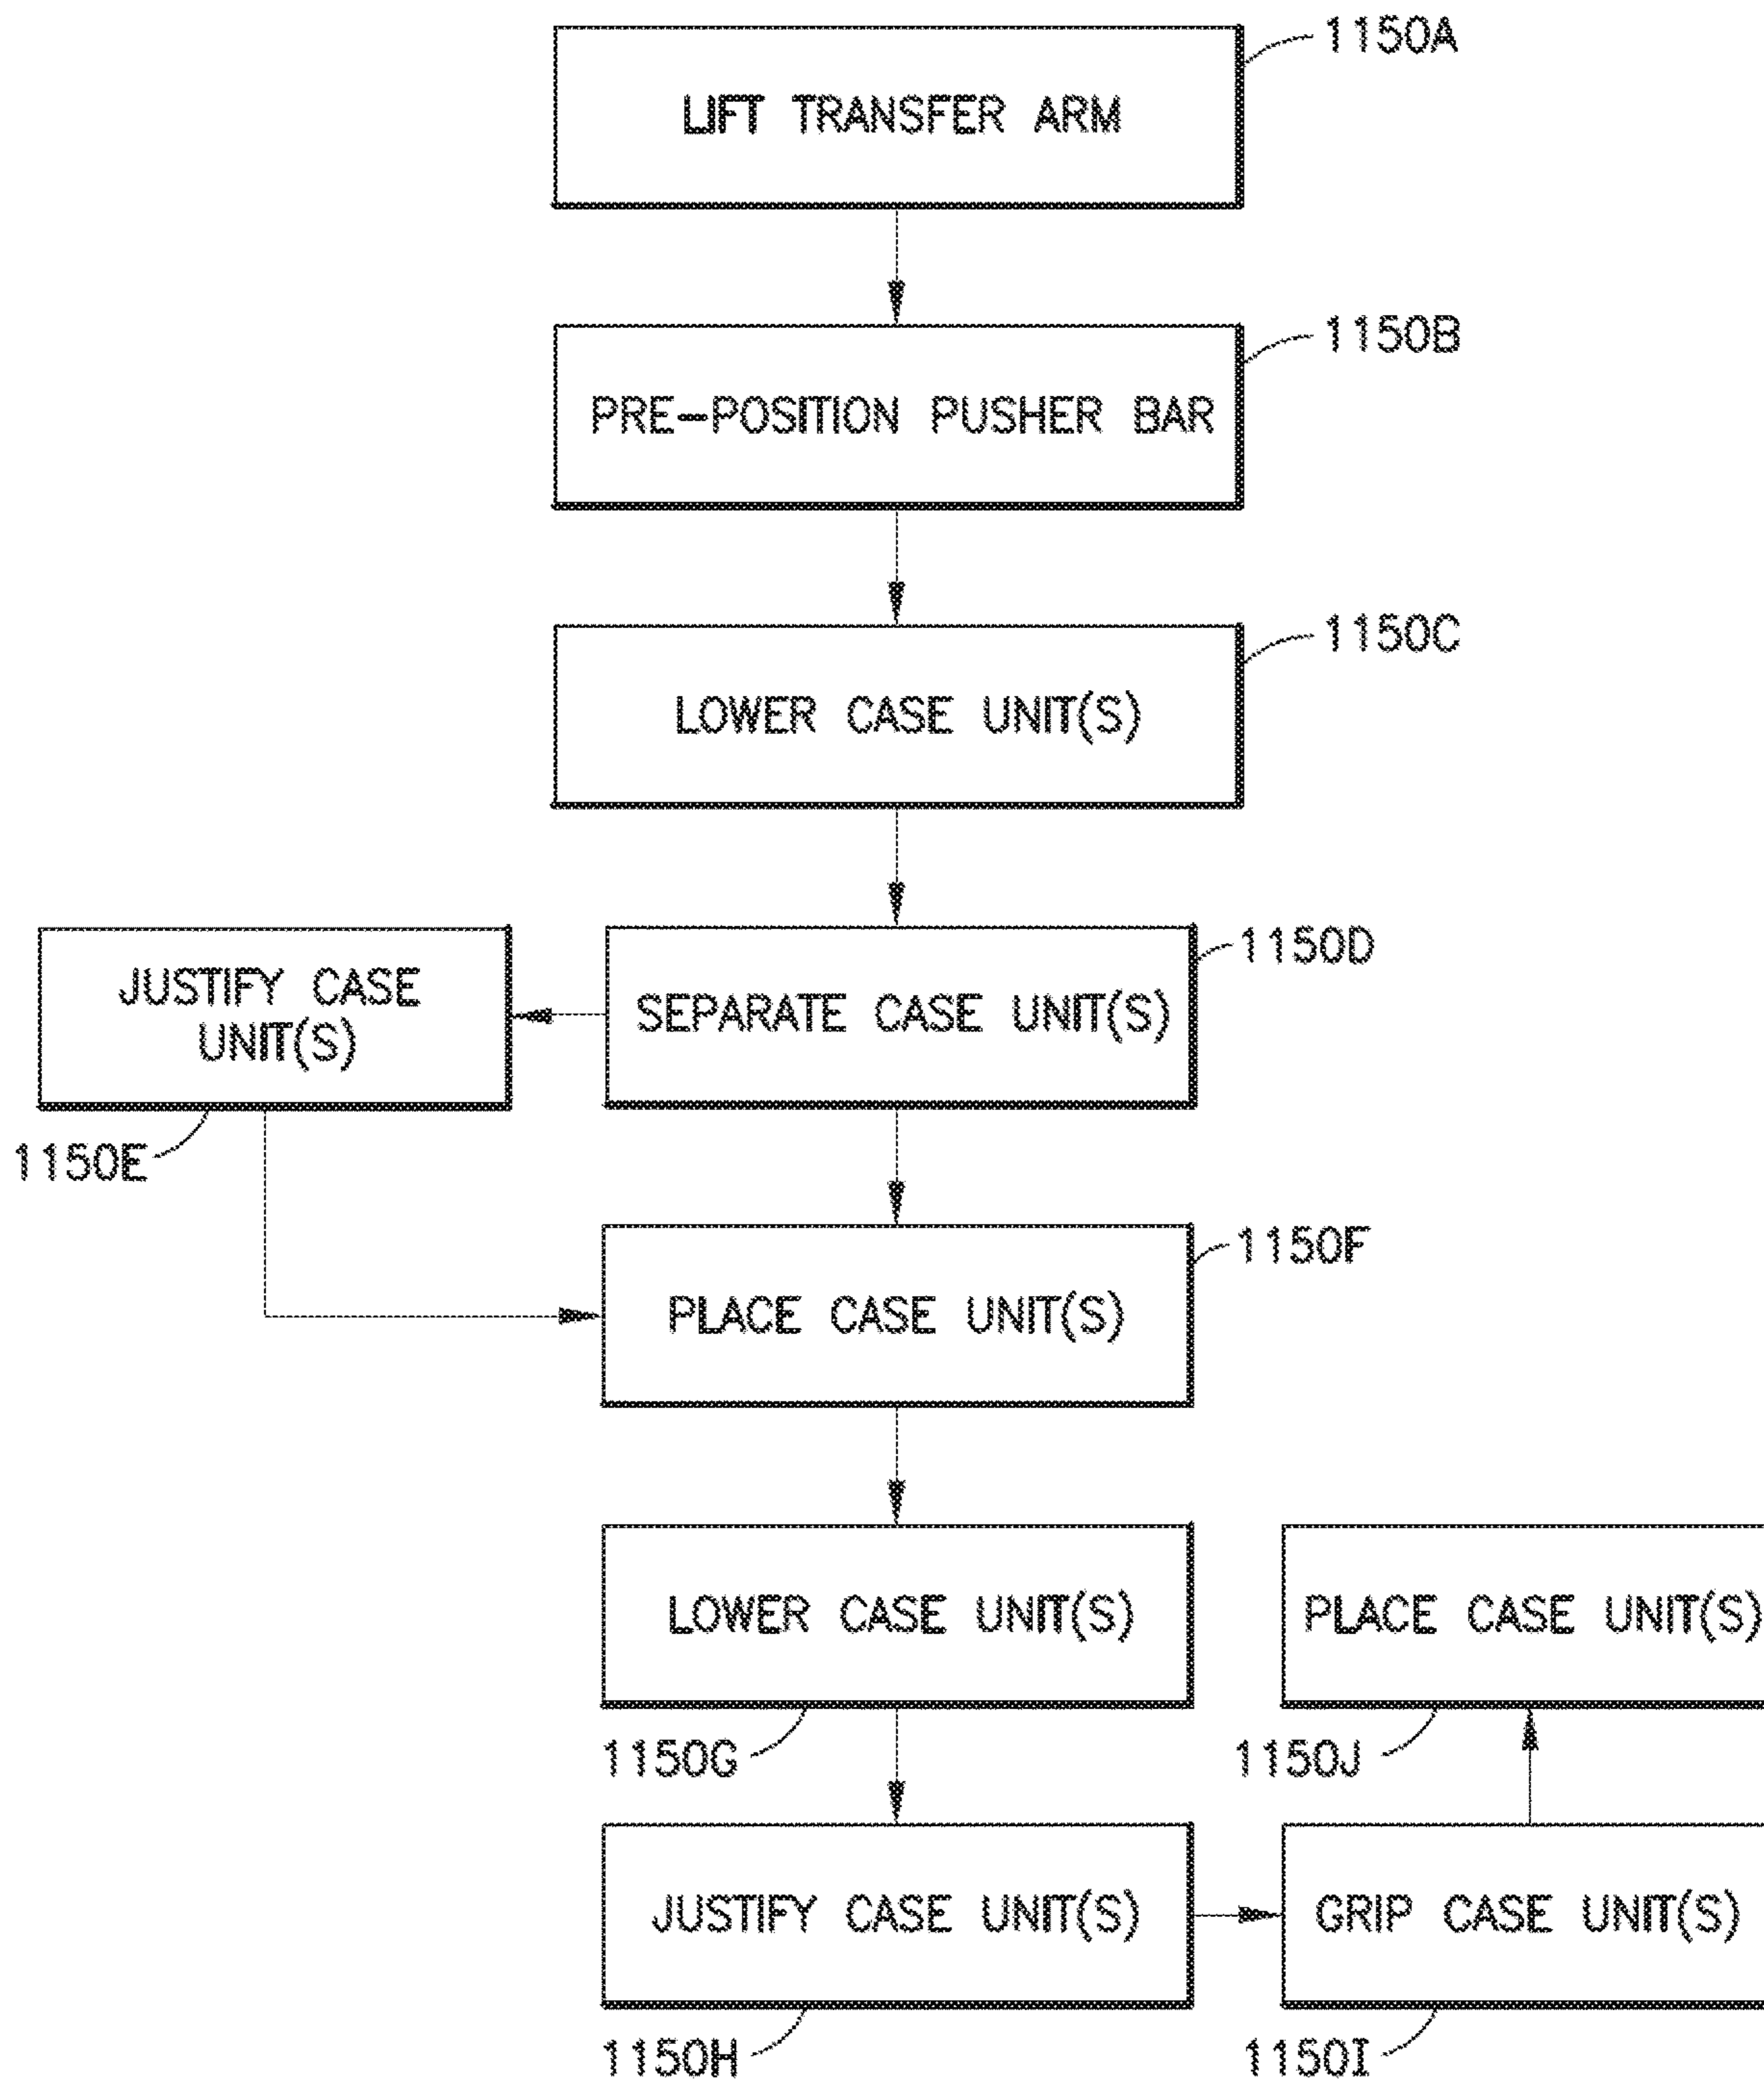 1150A
LIFT TRANSFER ARM
1150B
PRE-POSITION PUSHER BAR
1150C
LOWER CASE UNIT(S)
1150D
JUSTIFY CASE
UNIT(S)
SEPARATE CASE UNIT(S)
1150E
1150F
PLACE CASE UNIT(S)
LOWER CASE UNIT(S)
PLACE CASE UNIT(S)
1150G
1150J
JUSTIFY CASE UNIT(S)
GRIP CASE UNIT(S)
1150H
1150I